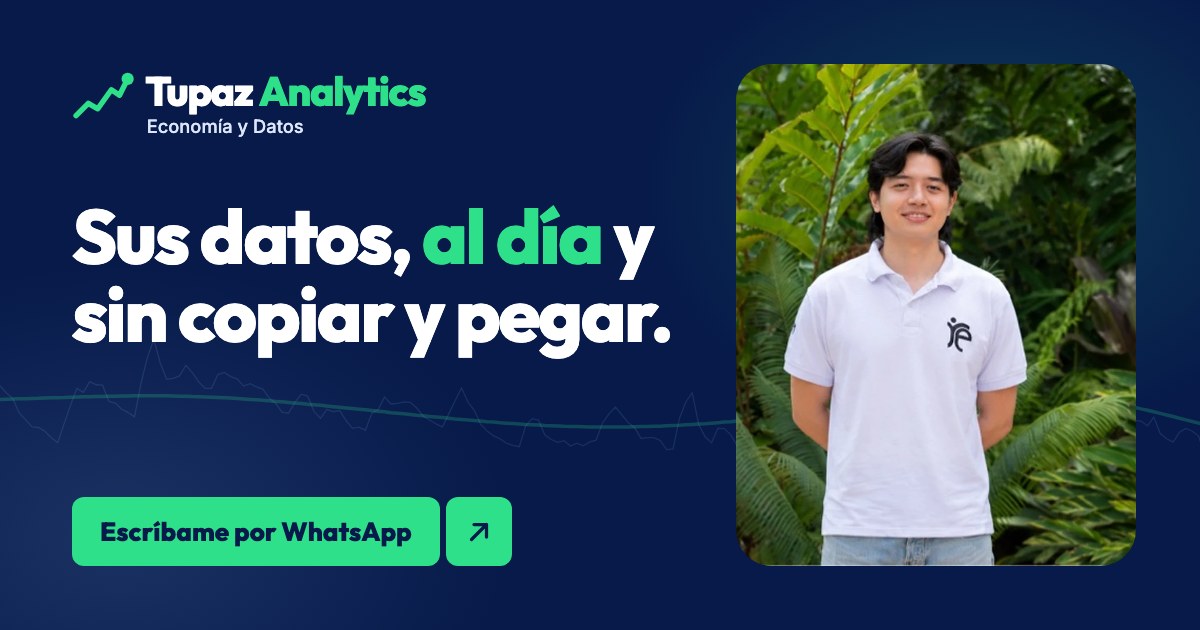 Tupaz Analytics
Economía y Datos
Sus datos, al día y
sin copiar y pegar.
Escríbame por WhatsApp